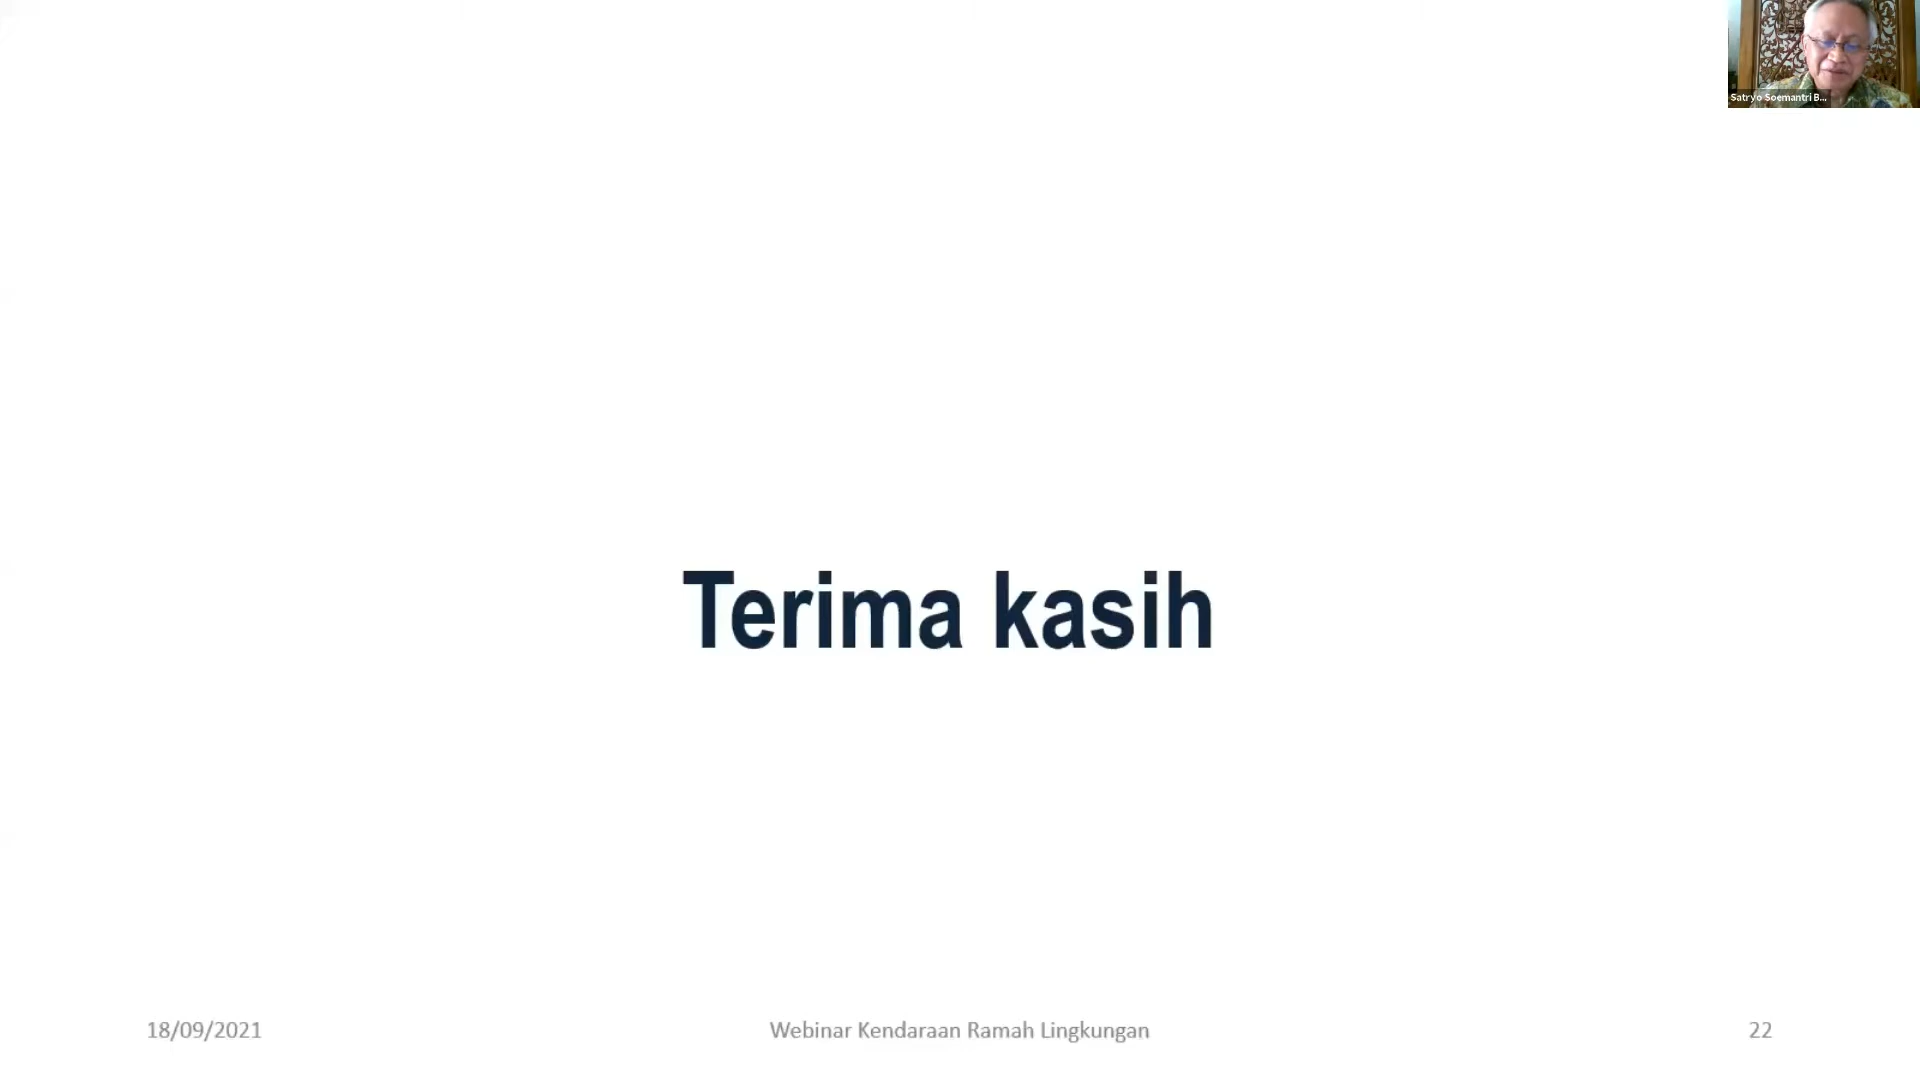 Satryo Soemantri B...
Terima kasih
18/09/2021
Webinar Kendaraan Ramah Lingkungan
22